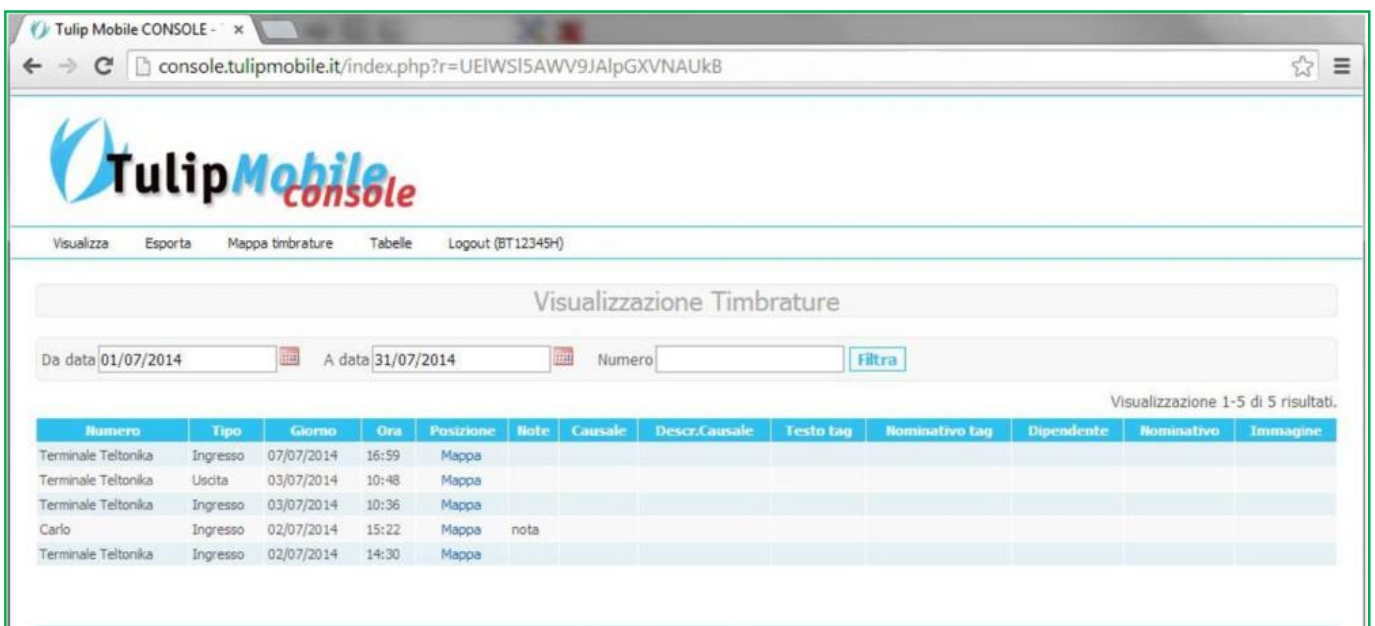 Tulip Mobile CONSOLE -
console.tulipmobile.it/index.php?r=UElWSl5AWV9JAlpGXVNAUkB
TulipMobile
console
Visualizza Esporta Mappa timbrature Tabelle Logout (BT12345H)
Visualizzazione Timbrature
Da data 01/07/2014 A data 31/07/2014 Numero Filtra
Visualizzazione 1-5 di 5 risultati.
Numero Tipo Giorno Ora Posizione Note Causale Descr.Causale Testo tag Nominativo tag Dipendente Nominativo Immagine
Terminale Teltonika Ingresso 07/07/2014 16:59 Mappa
Terminale Teltonika Uscita 03/07/2014 10:48 Mappa
Terminale Teltonika Ingresso 03/07/2014 10:36 Mappa
Carlo Ingresso 02/07/2014 15:22 Mappa nota
Terminale Teltonika Ingresso 02/07/2014 14:30 Mappa